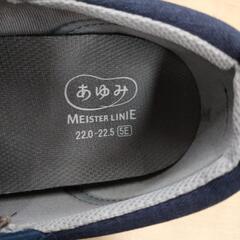 あゆみ
MEISTER LINIE
22.0-22.5 5E